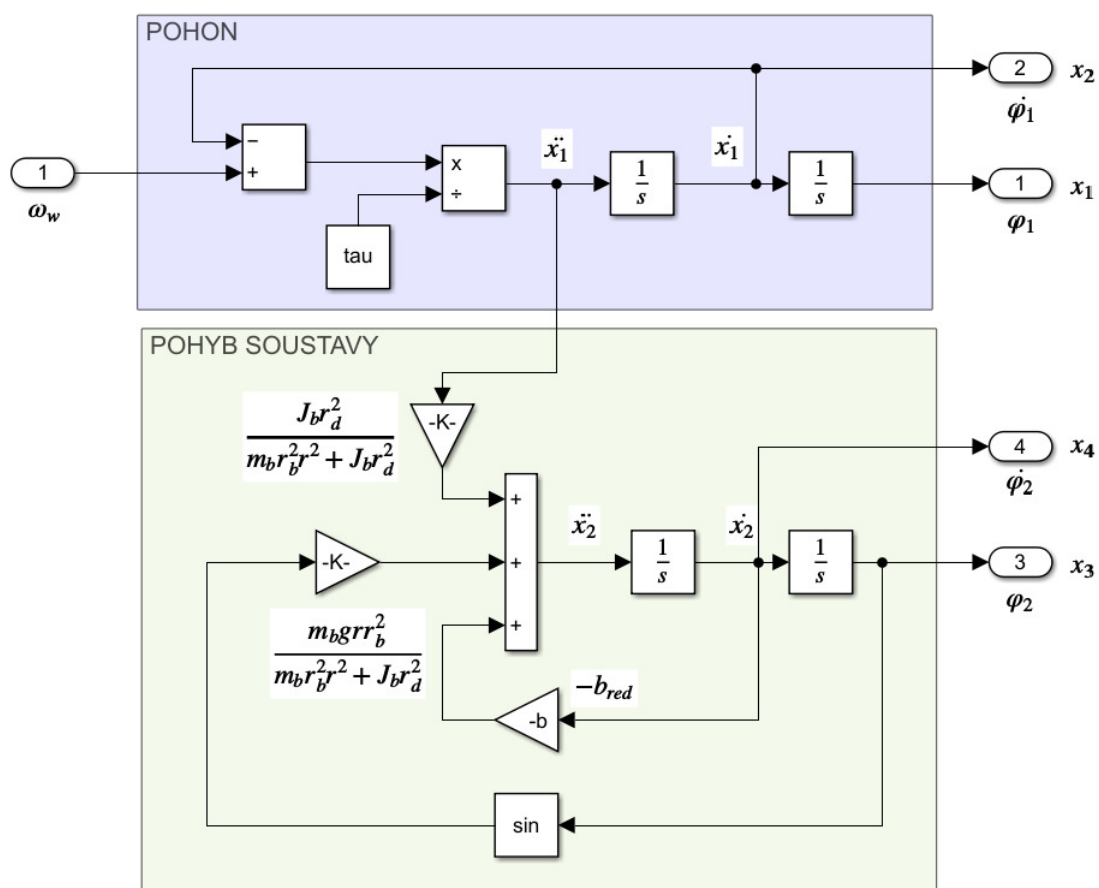 POHON
2
x₂
φ̇₁
−
+
1
ω_w
x
÷
ẍ₁
1/s
ẋ₁
1/s
1
x₁
φ₁
tau
POHYB SOUSTAVY
J_b r_d² / (m_b r_b² r² + J_b r_d²)
-K-
4
x₄
φ̇₂
+
ẍ₂
ẋ₂
-K-
+
1/s
1/s
3
x₃
φ₂
+
m_b g r r_b² / (m_b r_b² r² + J_b r_d²)
−b_red
-b
sin